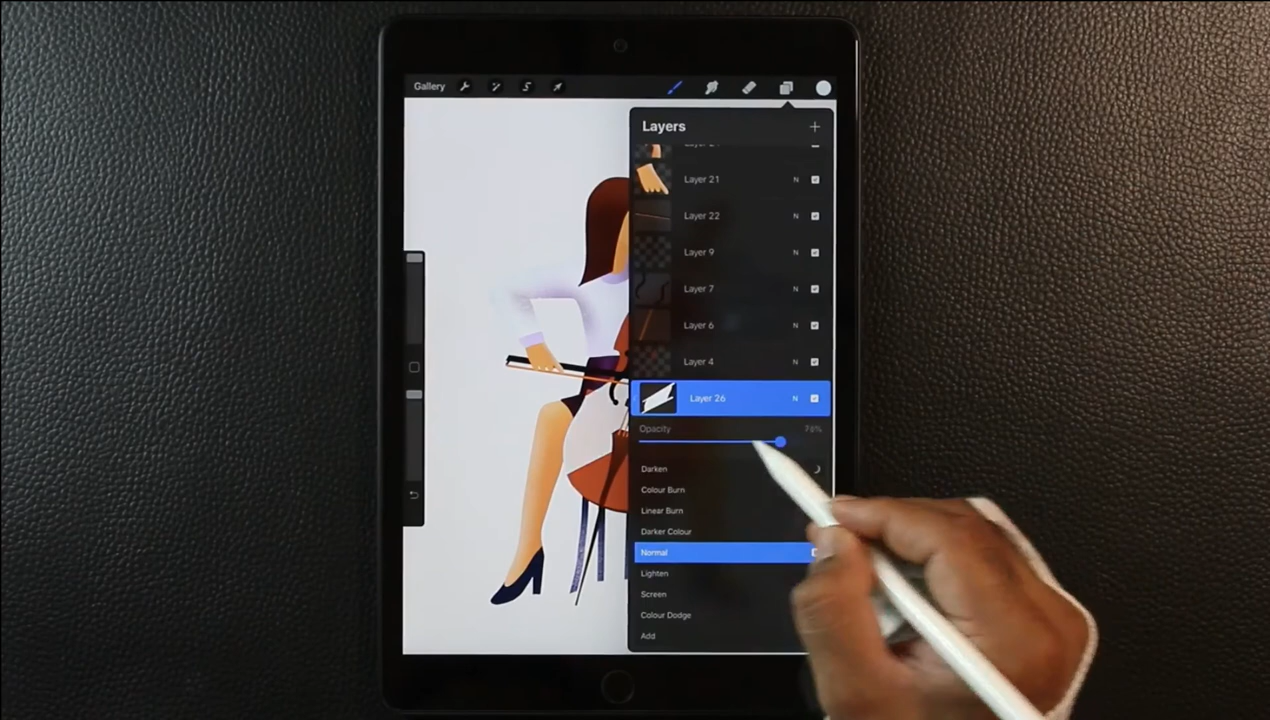 Gallery
Layers
Layer 21 N
Layer 22 N
Layer 9 N
Layer 7 N
Layer 6 N
Layer 4 N
Layer 26 N
Opacity 76%
Darken
Colour Burn
Linear Burn
Darker Colour
Normal
Lighten
Screen
Colour Dodge
Add